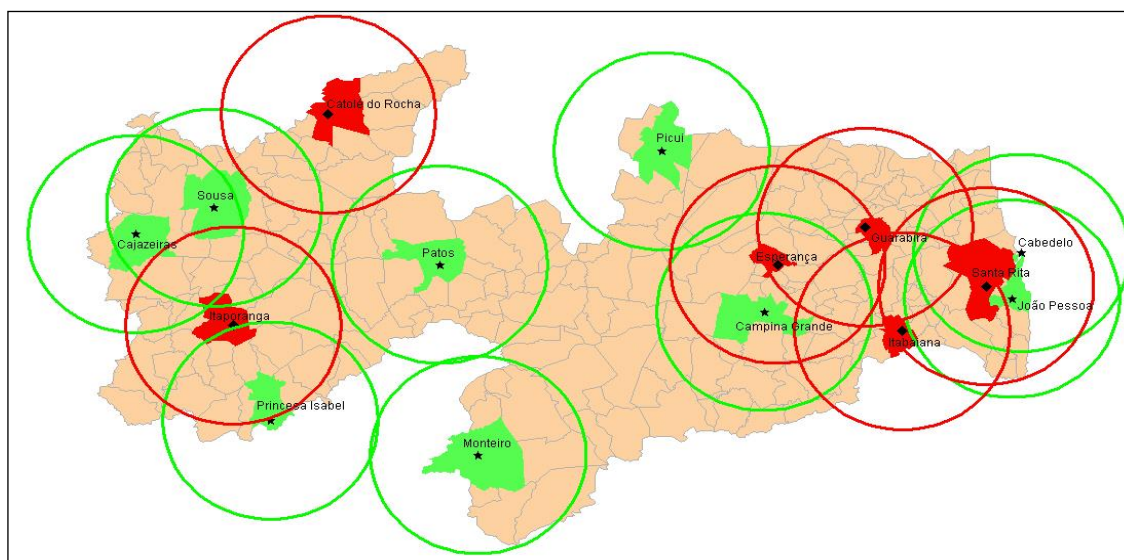 Catolé do Rocha
Picuí
Sousa
Cajazeiras
Patos
Guarabira
Cabedelo
Esperança
Santa Rita
João Pessoa
Itaporanga
Campina Grande
Itabaiana
Princesa Isabel
Monteiro